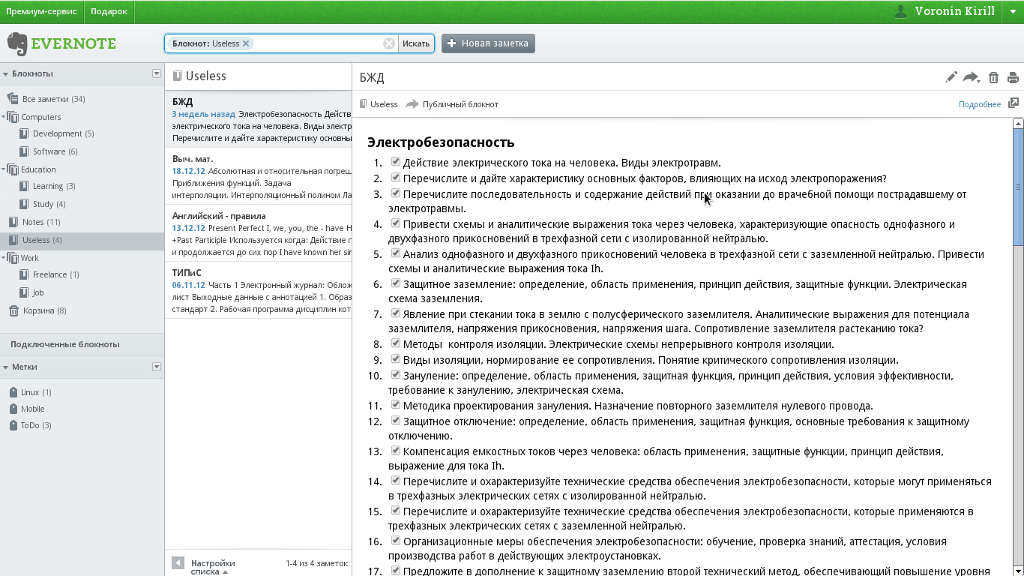 Премиум-сервис Подарок Voronin Kirill
EVERNOTE Блокнот: Useless Искать + Новая заметка
Блокноты
Все заметки (34)
Computers
Development (5)
Software (6)
Education
Learning (3)
Study (4)
Notes (11)
Useless (4)
Work
Freelance (1)
Job
Корзина (8)
Подключенные блокноты
Метки
Linux (1)
Mobile
ToDo (3)
Useless
БЖД
3 недель назад Электробезопасность Действ
электрического тока на человека. Виды электр
Перечислите и дайте характеристику основны
Выч. мат.
18.12.12 Абсолютная и относительная погреш
Приближения функций. Задача
интерполяции. Интерполяционный полином Ла
Английский - правила
13.12.12 Present Perfect I, we, you, the - have H
+Past Participle Используется когда: Действие п
и продолжается до сих пор I have known her sin
ТИПиС
06.11.12 Часть 1 Электронный журнал: Облож
лист Выходные данные с аннотацией 1. Образ
стандарт 2. Рабочая программа дисциплин кот
Настройки
списка
1-4 из 4 заметок
БЖД
Useless Публичный блокнот Подробнее
Электробезопасность
1. Действие электрического тока на человека. Виды электротравм.
2. Перечислите и дайте характеристику основных факторов, влияющих на исход электропоражения?
3. Перечислите последовательность и содержание действий при оказании до врачебной помощи пострадавшему от
электротравмы.
4. Привести схемы и аналитические выражения тока через человека, характеризующие опасность однофазного и
двухфазного прикосновений в трехфазной сети с изолированной нейтралью.
5. Анализ однофазного и двухфазного прикосновений человека в трехфазной сети с заземленной нейтралью. Привести
схемы и аналитические выражения тока Ih.
6. Защитное заземление: определение, область применения, принцип действия, защитные функции. Электрическая
схема заземления.
7. Явление при стекании тока в землю с полусферического заземлителя. Аналитические выражения для потенциала
заземлителя, напряжения прикосновения, напряжения шага. Сопротивление заземлителя растеканию тока?
8. Методы контроля изоляции. Электрические схемы непрерывного контроля изоляции.
9. Виды изоляции, нормирование ее сопротивления. Понятие критического сопротивления изоляции.
10. Зануление: определение, область применения, защитная функция, принцип действия, условия эффективности,
требование к занулению, электрическая схема.
11. Методика проектирования зануления. Назначение повторного заземлителя нулевого провода.
12. Защитное отключение: определение, область применения, защитная функция, основные требования к защитному
отключению.
13. Компенсация емкостных токов через человека: область применения, защитные функции, принцип действия,
выражение для тока Ih.
14. Перечислите и охарактеризуйте технические средства обеспечения электробезопасности, которые могут применяться
в трехфазных электрических сетях с изолированной нейтралью.
15. Перечислите и охарактеризуйте технические средства обеспечения электробезопасности, которые применяются в
трехфазных электрических сетях с заземленной нейтралью.
16. Организационные меры обеспечения электробезопасности: обучение, проверка знаний, аттестация, условия
производства работ в действующих электроустановках.
17. Предложите в дополнение к защитному заземлению второй технический метод, обеспечивающий повышение уровня